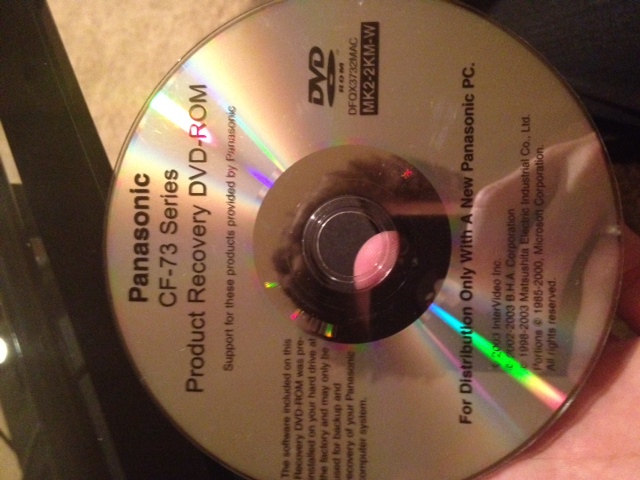 Panasonic
CF-73 Series
Product Recovery DVD-ROM
Support for these products provided by Panasonic
DVD
ROM
DFQX3732MAC
MK2-2KM-W
The software included on this
Recovery DVD-ROM was pre-
installed on your hard drive at
the factory and may only be
used for backup and
recovery of your Panasonic
computer system.
For Distribution Only With A New Panasonic PC.
© 2003 InterVideo Inc.
© 2002-2003 B.H.A. Corporation
© 1998-2003 Matsushita Electric Industrial Co., Ltd.
Portions © 1985-2000, Microsoft Corporation.
All rights reserved.